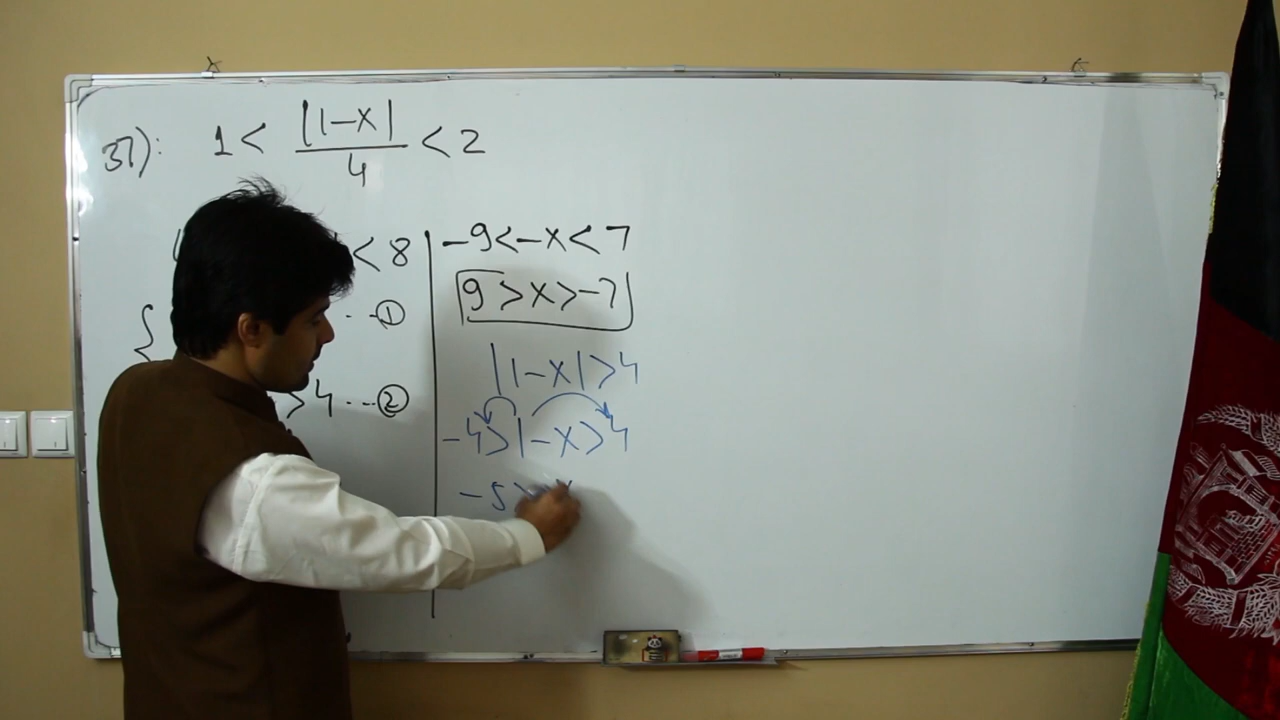 37): 1 < |1-x| / 4 < 2
< 8
... ①
>4 ... ②
-9<-x<7
9>x>-7
|1-x|>4
-4>1-x>4
-5>